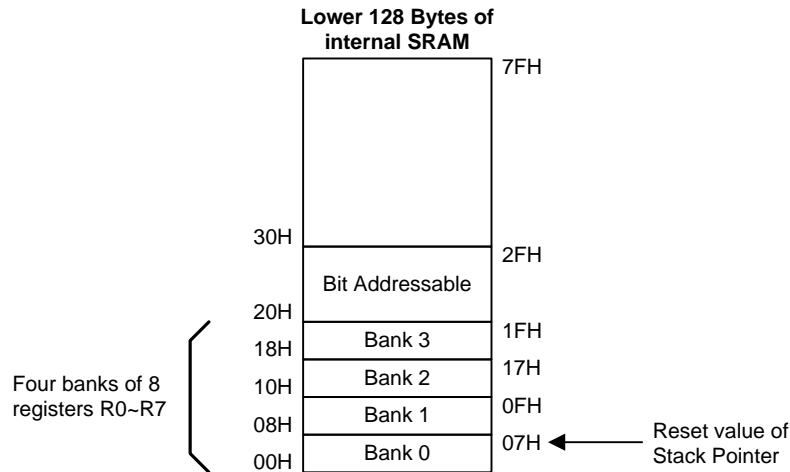 Lower 128 Bytes of
internal SRAM
7FH
30H
2FH
Bit Addressable
20H
1FH
Bank 3
18H
17H
Bank 2
10H
0FH
Bank 1
08H
07H
Bank 0
00H
Four banks of 8
registers R0~R7
Reset value of
Stack Pointer